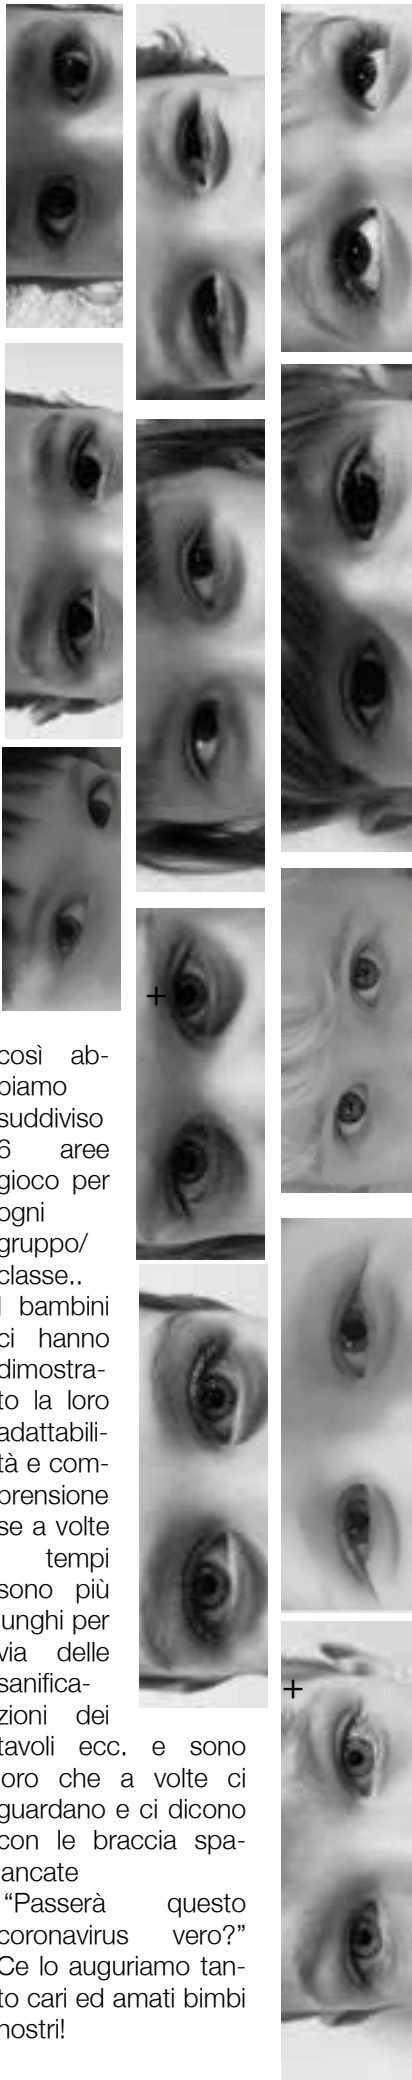 così ab-
biamo
suddiviso
6 aree
gioco per
ogni
gruppo/
classe..
I bambini
ci hanno
dimostra-
to la loro
adattabili-
tà e com-
prensione
se a volte
tempi
sono più
lunghi per
via delle
sanifica-
zioni dei
tavoli ecc. e sono
loro che a volte ci
guardano e ci dicono
con le braccia spa-
lancate
“Passerà questo
coronavirus vero?”
Ce lo auguriamo tan-
to cari ed amati bimbi
nostri!